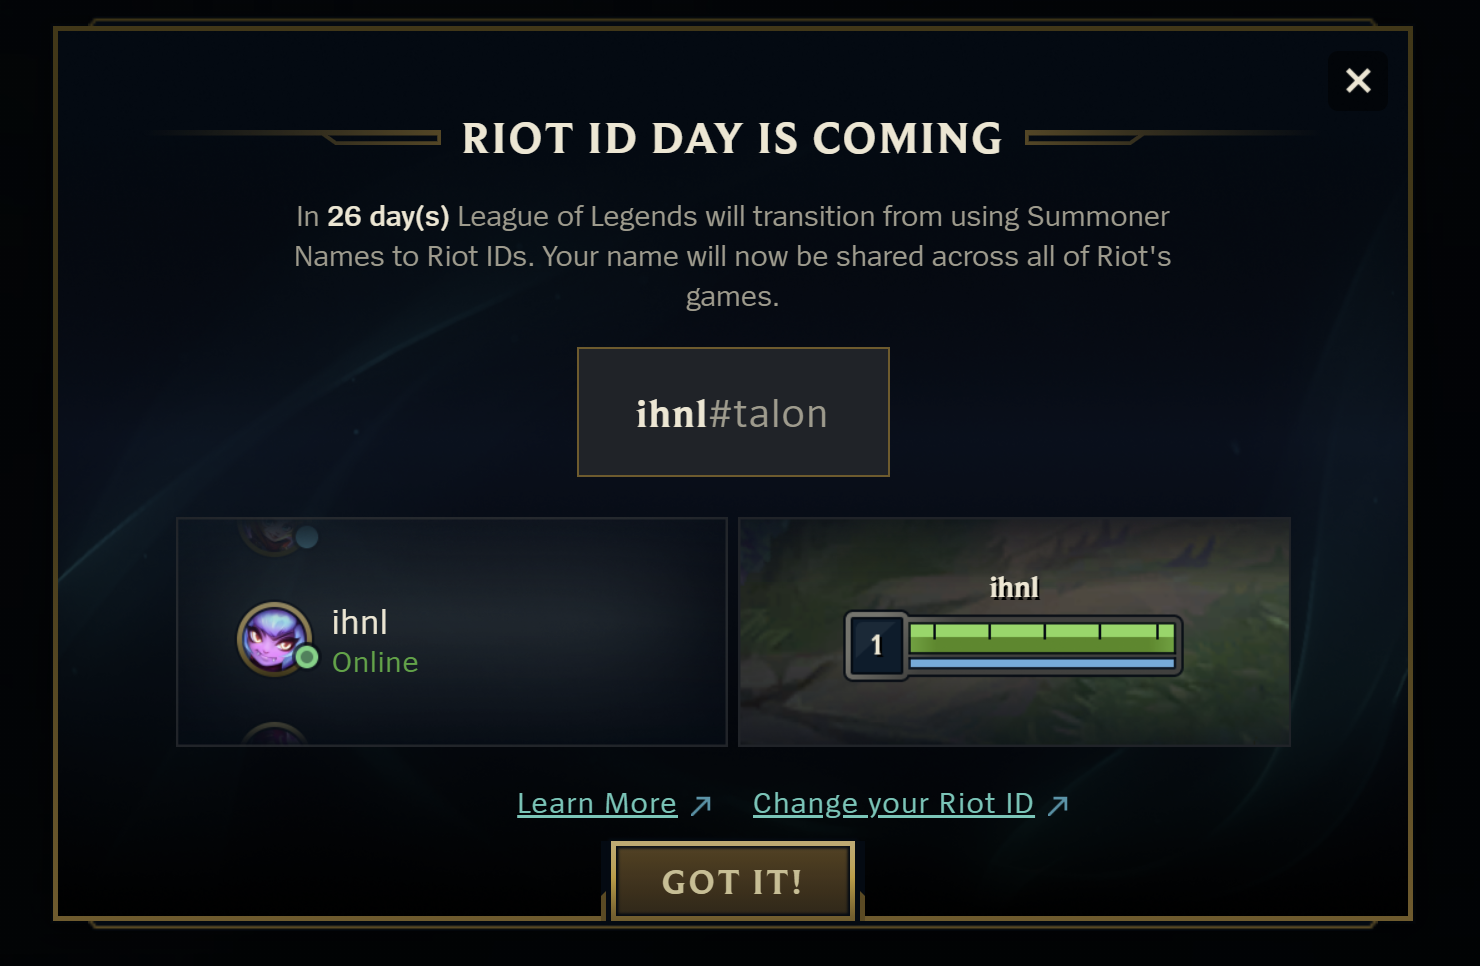 RIOT ID DAY IS COMING
In 26 day(s) League of Legends will transition from using Summoner
Names to Riot IDs. Your name will now be shared across all of Riot's
games.
ihnl#talon
ihnl
Online
ihnl
1
Learn More
Change your Riot ID
GOT IT!